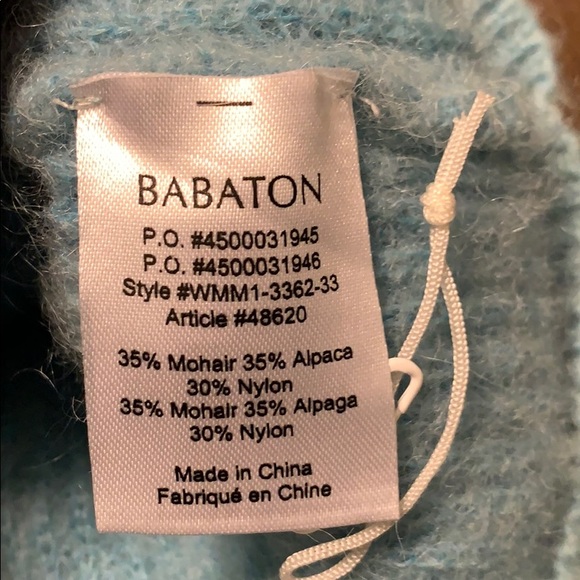 BABATON
P.O. #4500031945
P.O. #4500031946
Style #WMM1-3362-33
Article #48620
35% Mohair 35% Alpaca
30% Nylon
35% Mohair 35% Alpaga
30% Nylon
Made in China
Fabriqué en Chine